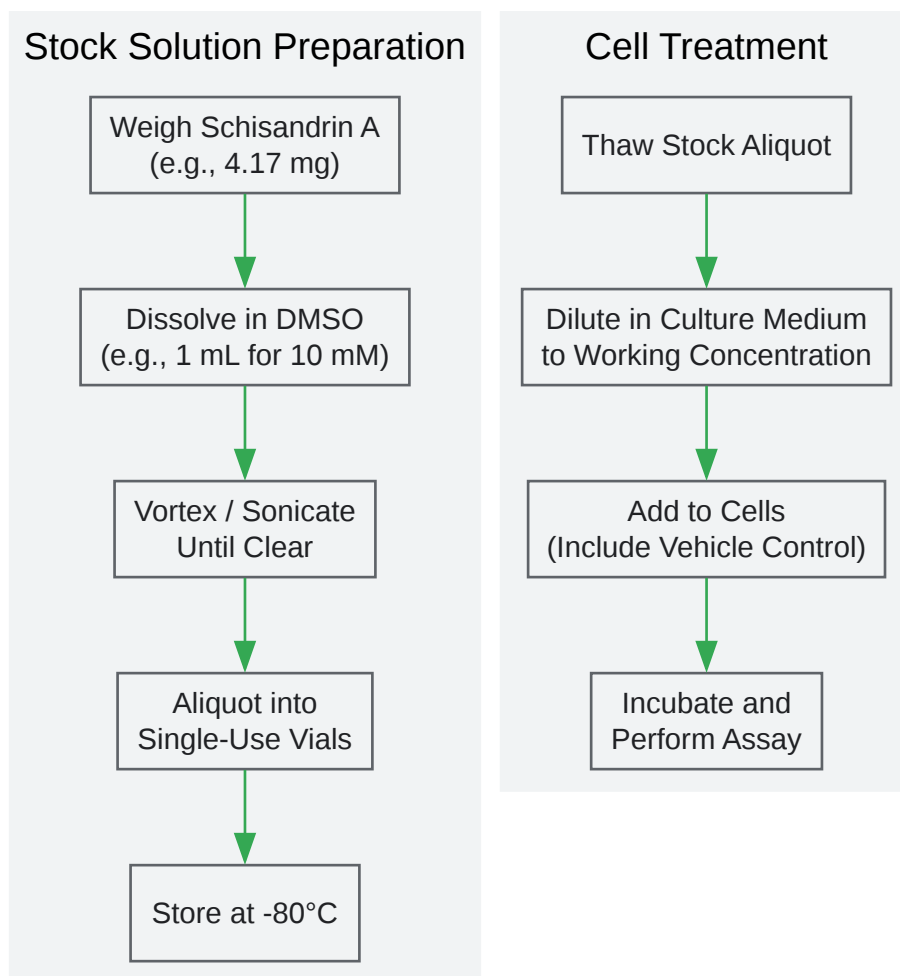 Stock Solution Preparation
Weigh Schisandrin A
(e.g., 4.17 mg)
Dissolve in DMSO
(e.g., 1 mL for 10 mM)
Vortex / Sonicate
Until Clear
Aliquot into
Single-Use Vials
Store at -80°C
Cell Treatment
Thaw Stock Aliquot
Dilute in Culture Medium
to Working Concentration
Add to Cells
(Include Vehicle Control)
Incubate and
Perform Assay